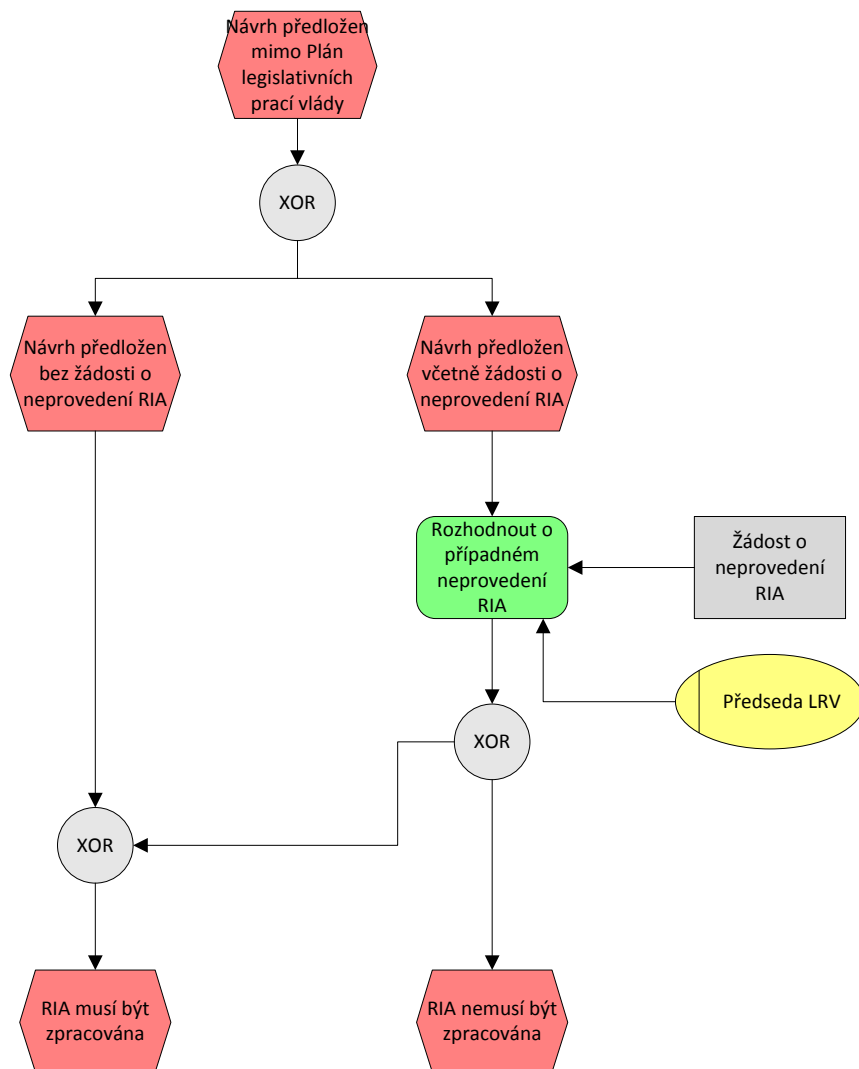 Návrh předložen
mimo Plán
legislativních
prací vlády
XOR
Návrh předložen
bez žádosti o
neprovedení RIA
Návrh předložen
včetně žádosti o
neprovedení RIA
Rozhodnout o
případném
neprovedení
RIA
Žádost o
neprovedení
RIA
Předseda LRV
XOR
XOR
RIA musí být
zpracována
RIA nemusí být
zpracována